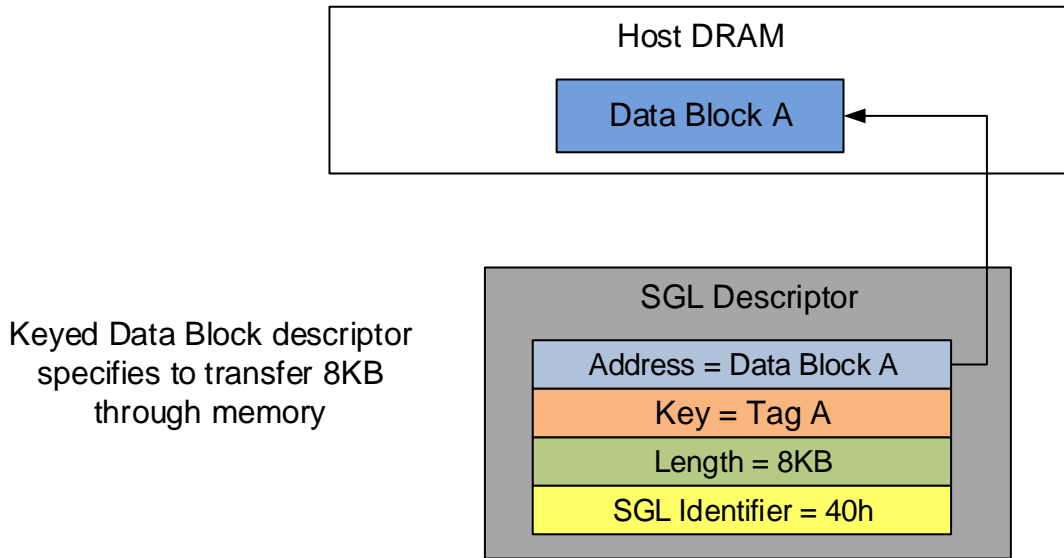 Host DRAM
Data Block A
SGL Descriptor
Keyed Data Block descriptor
specifies to transfer 8KB
through memory
Address = Data Block A
Key = Tag A
Length = 8KB
SGL Identifier = 40h